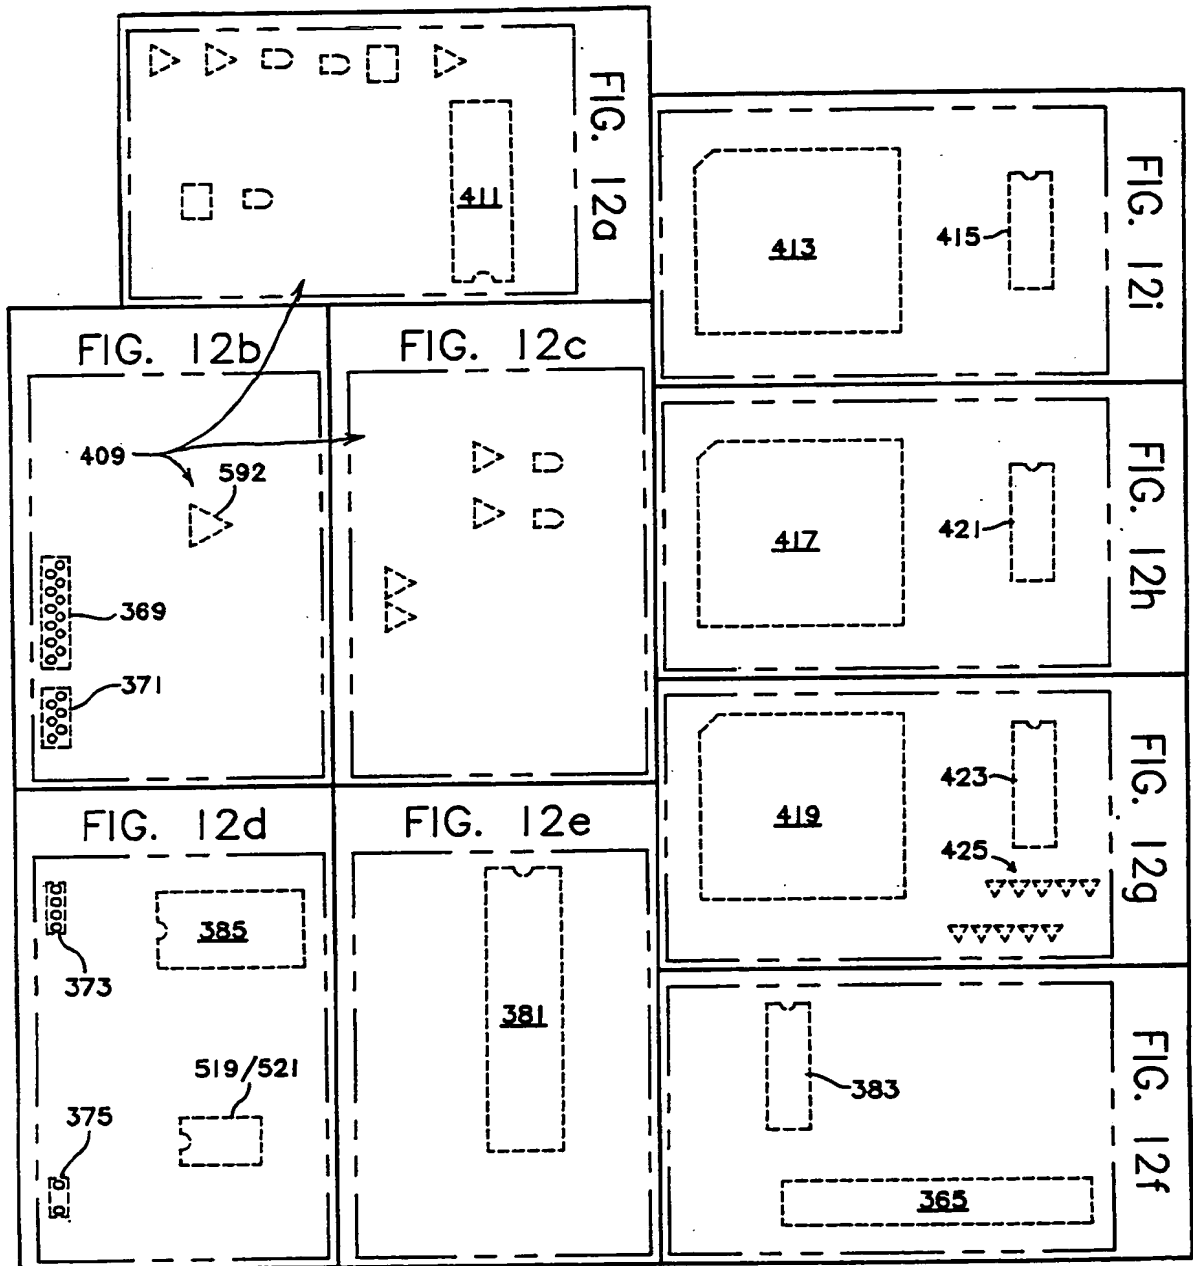 FIG. 12a
411
FIG. 12i
413
415
FIG. 12b
409
592
369
371
FIG. 12c
FIG. 12h
417
421
FIG. 12g
423
419
425
FIG. 12d
385
373
519/521
375
FIG. 12e
381
FIG. 12f
383
365